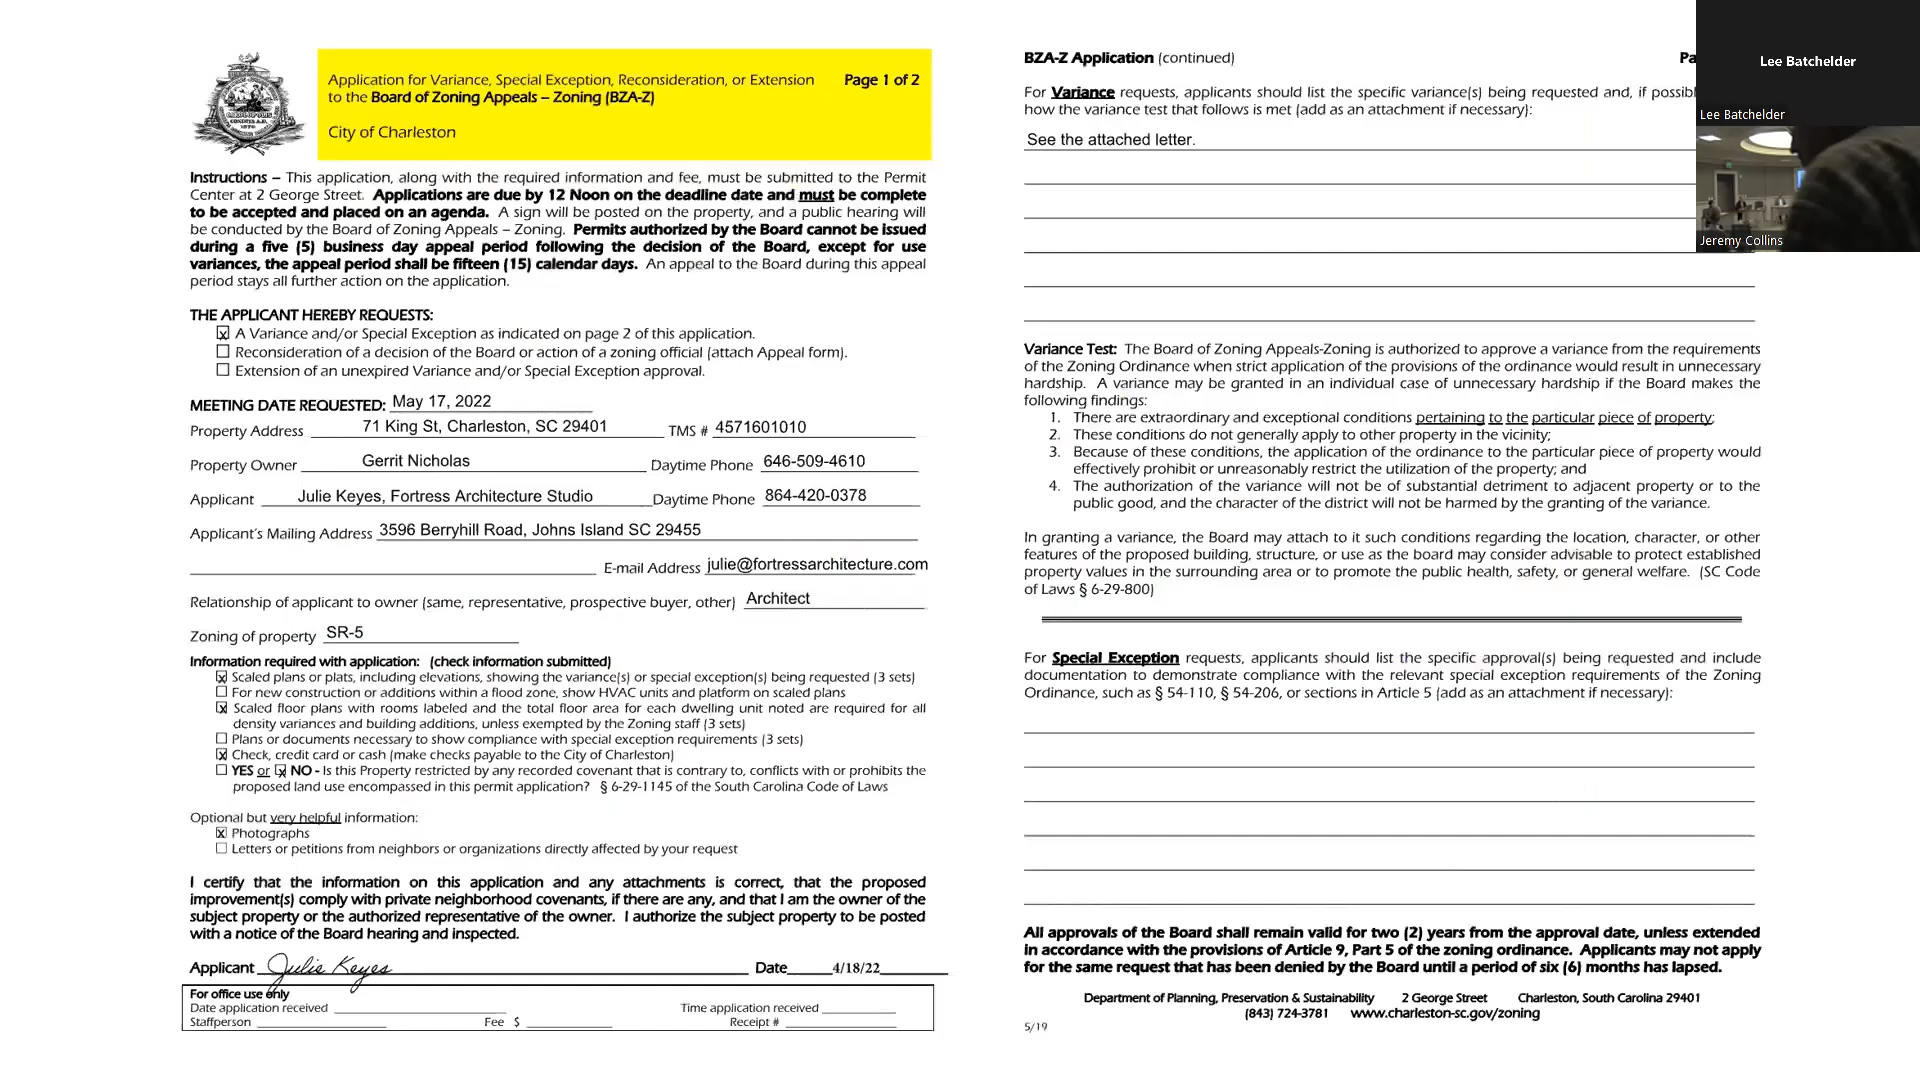 Application for Variance, Special Exception, Reconsideration, or Extension Page 1 of 2
to the Board of Zoning Appeals – Zoning (BZA-Z)
City of Charleston
Instructions – This application, along with the required information and fee, must be submitted to the Permit
Center at 2 George Street. Applications are due by 12 Noon on the deadline date and must be complete
to be accepted and placed on an agenda. A sign will be posted on the property, and a public hearing will
be conducted by the Board of Zoning Appeals – Zoning. Permits authorized by the Board cannot be issued
during a five (5) business day appeal period following the decision of the Board, except for use
variances, the appeal period shall be fifteen (15) calendar days. An appeal to the Board during this appeal
period stays all further action on the application.
THE APPLICANT HEREBY REQUESTS:
x A Variance and/or Special Exception as indicated on page 2 of this application.
Reconsideration of a decision of the Board or action of a zoning official (attach Appeal form).
Extension of an unexpired Variance and/or Special Exception approval.
MEETING DATE REQUESTED: May 17, 2022
Property Address 71 King St, Charleston, SC 29401 TMS # 4571601010
Property Owner Gerrit Nicholas Daytime Phone 646-509-4610
Applicant Julie Keyes, Fortress Architecture Studio Daytime Phone 864-420-0378
Applicant's Mailing Address 3596 Berryhill Road, Johns Island SC 29455
E-mail Address julie@fortressarchitecture.com
Relationship of applicant to owner (same, representative, prospective buyer, other) Architect
Zoning of property SR-5
Information required with application: (check information submitted)
x Scaled plans or plats, including elevations, showing the variance(s) or special exception(s) being requested (3 sets)
For new construction or additions within a flood zone, show HVAC units and platform on scaled plans
x Scaled floor plans with rooms labeled and the total floor area for each dwelling unit noted are required for all
density variances and building additions, unless exempted by the Zoning staff (3 sets)
Plans or documents necessary to show compliance with special exception requirements (3 sets)
x Check, credit card or cash (make checks payable to the City of Charleston)
YES or x NO - Is this Property restricted by any recorded covenant that is contrary to, conflicts with or prohibits the
proposed land use encompassed in this permit application? § 6-29-1145 of the South Carolina Code of Laws
Optional but very helpful information:
x Photographs
Letters or petitions from neighbors or organizations directly affected by your request
I certify that the information on this application and any attachments is correct, that the proposed
improvement(s) comply with private neighborhood covenants, if there are any, and that I am the owner of the
subject property or the authorized representative of the owner. I authorize the subject property to be posted
with a notice of the Board hearing and inspected.
Applicant Julie Keyes Date 4/18/22
For office use only
Date application received Time application received
Staffperson Fee $ Receipt #
BZA-Z Application (continued) Pa
For Variance requests, applicants should list the specific variance(s) being requested and, if possibl
how the variance test that follows is met (add as an attachment if necessary):
See the attached letter.
Variance Test: The Board of Zoning Appeals-Zoning is authorized to approve a variance from the requirements
of the Zoning Ordinance when strict application of the provisions of the ordinance would result in unnecessary
hardship. A variance may be granted in an individual case of unnecessary hardship if the Board makes the
following findings:
1. There are extraordinary and exceptional conditions pertaining to the particular piece of property;
2. These conditions do not generally apply to other property in the vicinity;
3. Because of these conditions, the application of the ordinance to the particular piece of property would
effectively prohibit or unreasonably restrict the utilization of the property; and
4. The authorization of the variance will not be of substantial detriment to adjacent property or to the
public good, and the character of the district will not be harmed by the granting of the variance.
In granting a variance, the Board may attach to it such conditions regarding the location, character, or other
features of the proposed building, structure, or use as the board may consider advisable to protect established
property values in the surrounding area or to promote the public health, safety, or general welfare. (SC Code
of Laws § 6-29-800)
For Special Exception requests, applicants should list the specific approval(s) being requested and include
documentation to demonstrate compliance with the relevant special exception requirements of the Zoning
Ordinance, such as § 54-110, § 54-206, or sections in Article 5 (add as an attachment if necessary):
All approvals of the Board shall remain valid for two (2) years from the approval date, unless extended
in accordance with the provisions of Article 9, Part 5 of the zoning ordinance. Applicants may not apply
for the same request that has been denied by the Board until a period of six (6) months has lapsed.
Department of Planning, Preservation & Sustainability 2 George Street Charleston, South Carolina 29401
(843) 724-3781 www.charleston-sc.gov/zoning
5/19
Lee Batchelder
Lee Batchelder
Jeremy Collins